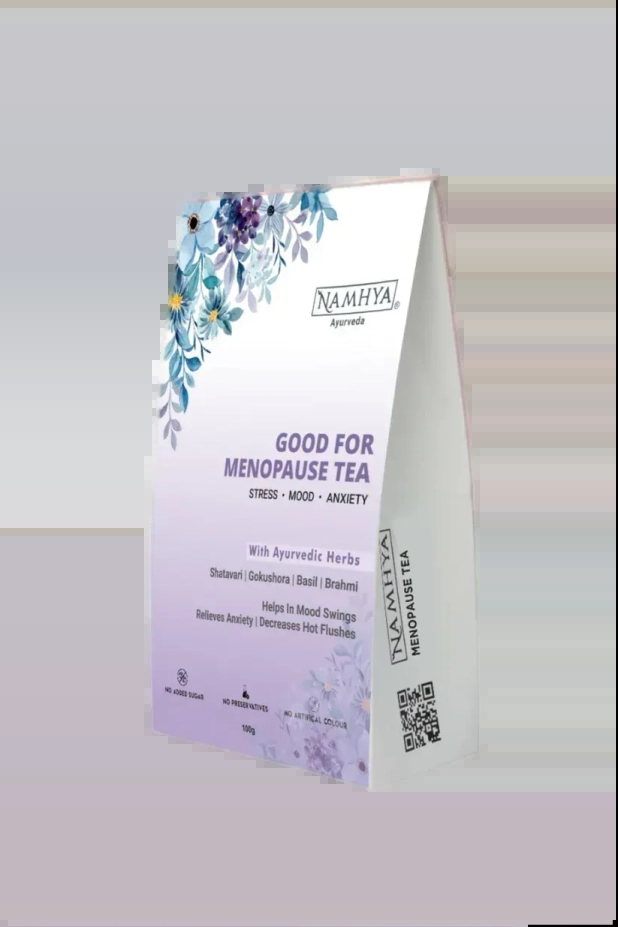 NAMHYA®
Ayurveda
GOOD FOR
MENOPAUSE TEA
STRESS • MOOD • ANXIETY
With Ayurvedic Herbs
Shatavari | Gokushora | Basil | Brahmi
Helps In Mood Swings
Relieves Anxiety | Decreases Hot Flushes
NO ADDED SUGAR
NO PRESERVATIVES
NO ARTIFICAL COLOUR
100g
NAMHYA
MENOPAUSE TEA